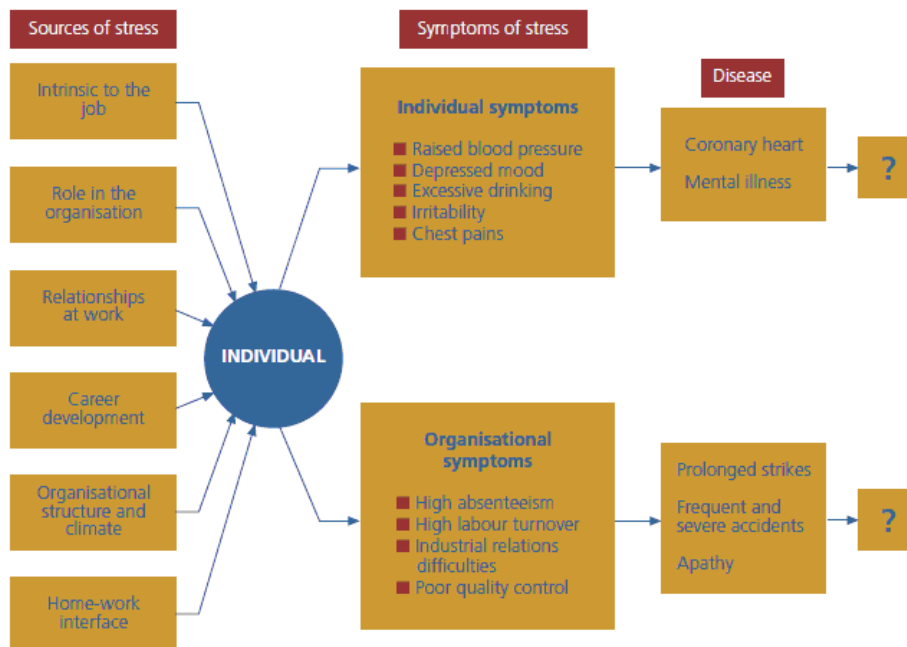 Sources of stress
Intrinsic to the
job
Role in the
organisation
Relationships
at work
Career
development
Organisational
structure and
climate
Home-work
interface
INDIVIDUAL
Symptoms of stress
Individual symptoms
Raised blood pressure
Depressed mood
Excessive drinking
Irritability
Chest pains
Disease
Coronary heart
Mental illness
?
Organisational
symptoms
High absenteeism
High labour turnover
Industrial relations
difficulties
Poor quality control
Prolonged strikes
Frequent and
severe accidents
Apathy
?